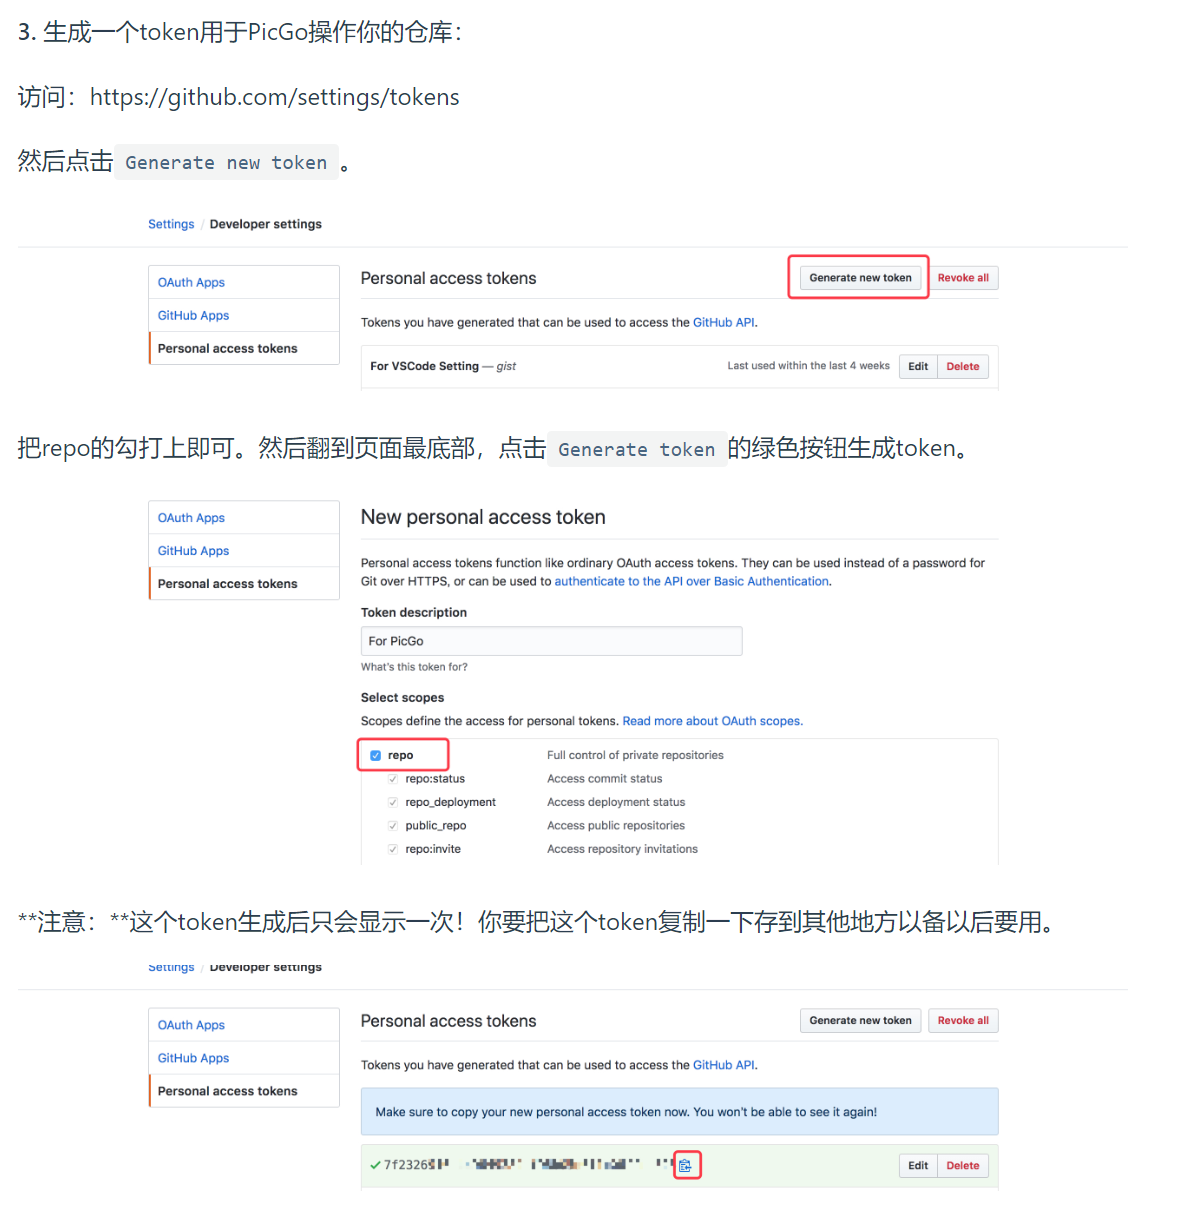 3. 生成一个token用于PicGo操作你的仓库：
访问：https://github.com/settings/tokens
然后点击 Generate new token 。
Settings / Developer settings
OAuth Apps
GitHub Apps
Personal access tokens
Personal access tokens
Generate new token
Revoke all
Tokens you have generated that can be used to access the GitHub API.
For VSCode Setting — gist
Last used within the last 4 weeks
Edit
Delete
把repo的勾打上即可。然后翻到页面最底部，点击 Generate token 的绿色按钮生成token。
OAuth Apps
GitHub Apps
Personal access tokens
New personal access token
Personal access tokens function like ordinary OAuth access tokens. They can be used instead of a password for
Git over HTTPS, or can be used to authenticate to the API over Basic Authentication.
Token description
For PicGo
What's this token for?
Select scopes
Scopes define the access for personal tokens. Read more about OAuth scopes.
repo Full control of private repositories
repo:status Access commit status
repo_deployment Access deployment status
public_repo Access public repositories
repo:invite Access repository invitations
**注意：**这个token生成后只会显示一次！你要把这个token复制一下存到其他地方以备以后要用。
Settings / Developer settings
OAuth Apps
GitHub Apps
Personal access tokens
Personal access tokens
Generate new token
Revoke all
Tokens you have generated that can be used to access the GitHub API.
Make sure to copy your new personal access token now. You won't be able to see it again!
7f2326
Edit
Delete